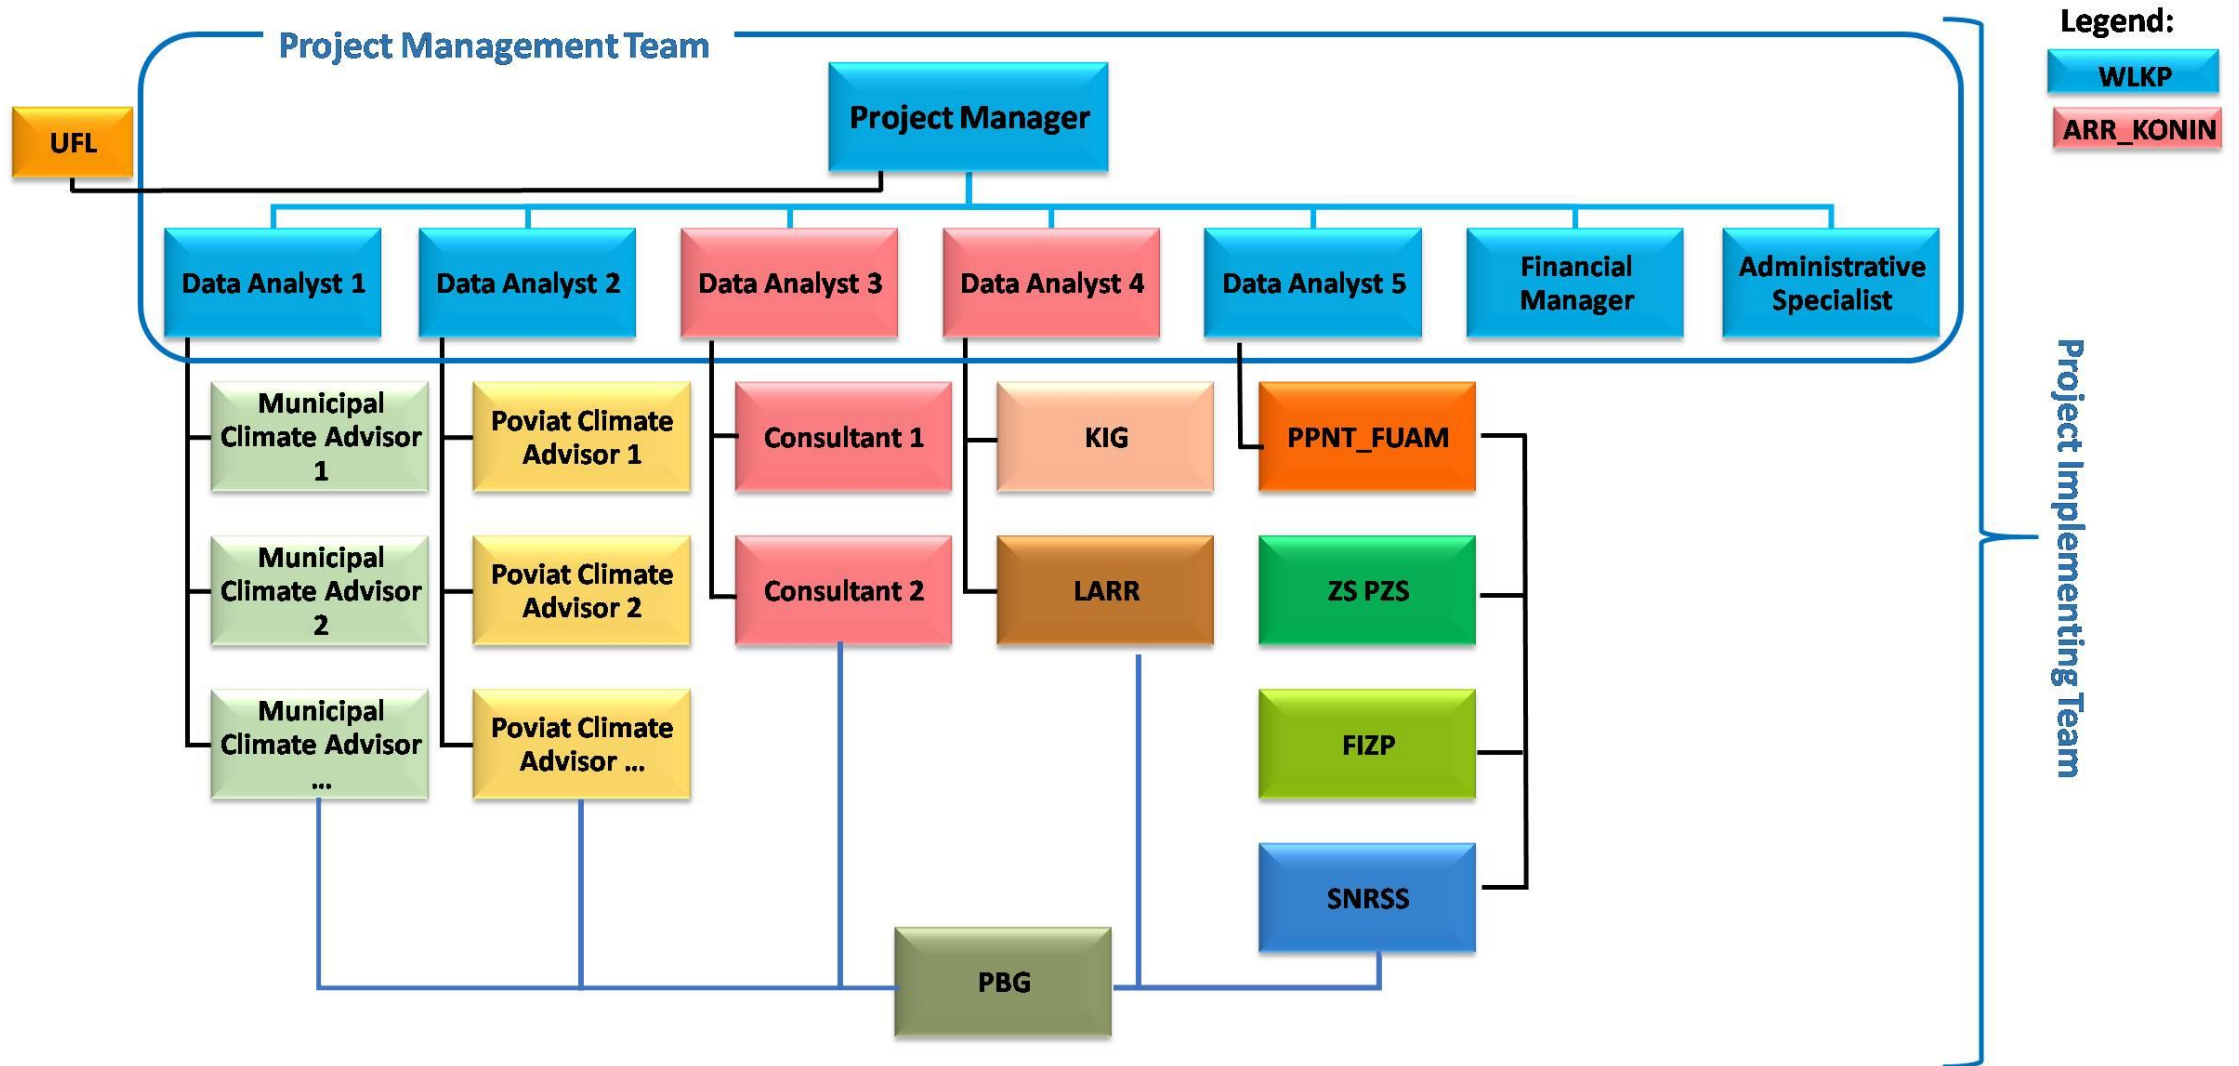 Project Management Team
Legend:
WLKP
ARR_KONIN
UFL
Project Manager
Data Analyst 1
Data Analyst 2
Data Analyst 3
Data Analyst 4
Data Analyst 5
Financial
Manager
Administrative
Specialist
Municipal
Climate Advisor
1
Poviat Climate
Advisor 1
Consultant 1
KIG
PPNT_FUAM
Municipal
Climate Advisor
2
Poviat Climate
Advisor 2
Consultant 2
LARR
ZS PZS
Municipal
Climate Advisor
...
Poviat Climate
Advisor ...
FIZP
SNRSS
PBG
Project Implementing Team